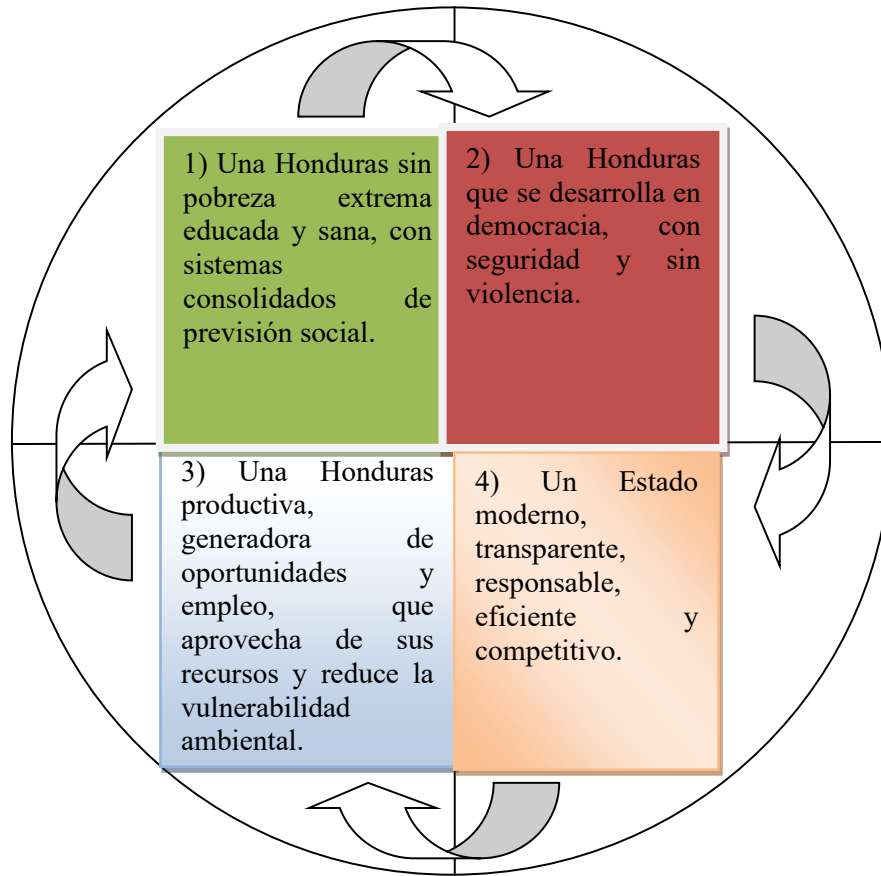 1) Una Honduras sin
pobreza extrema
educada y sana, con
sistemas
consolidados de
previsión social.
2) Una Honduras
que se desarrolla en
democracia, con
seguridad y sin
violencia.
3) Una Honduras
productiva,
generadora de
oportunidades y
empleo, que
aprovecha de sus
recursos y reduce la
vulnerabilidad
ambiental.
4) Un Estado
moderno,
transparente,
responsable,
eficiente y
competitivo.